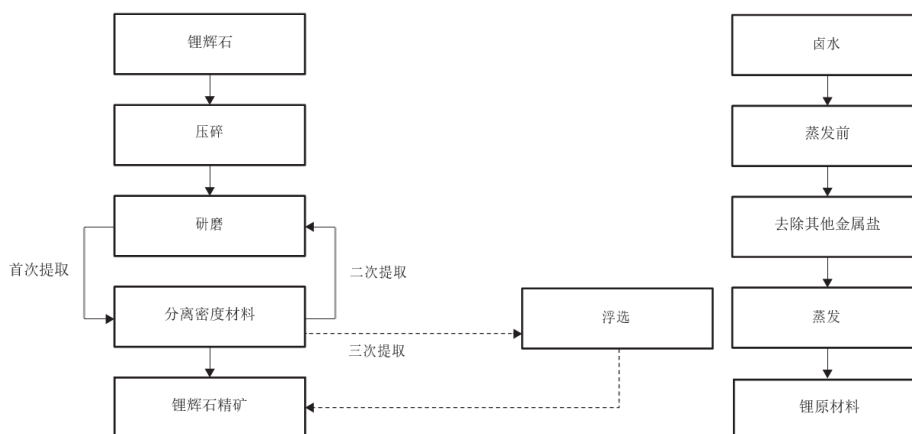 锂辉石
压碎
研磨
首次提取
二次提取
分离密度材料
三次提取
浮选
锂辉石精矿
卤水
蒸发前
去除其他金属盐
蒸发
锂原材料